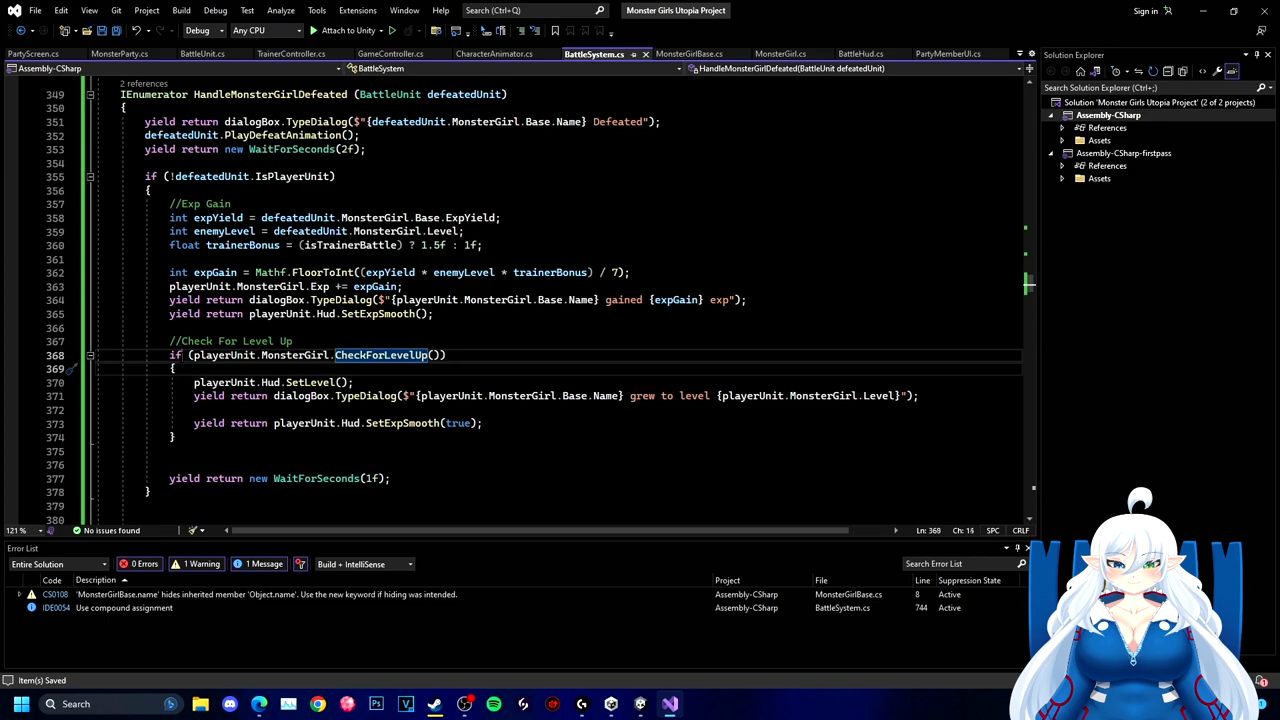 File Edit View Git Project Build Debug Test Analyze Tools Extensions Window Help Search (Ctrl+Q) Monster Girls Utopia Project Sign in
Debug Any CPU Attach to Unity
PartyScreen.cs MonsterParty.cs BattleUnit.cs TrainerController.cs GameController.cs CharacterAnimator.cs BattleSystem.cs MonsterGirlBase.cs MonsterGirl.cs BattleHud.cs PartyMemberUI.cs
Assembly-CSharp BattleSystem HandleMonsterGirlDefeated(BattleUnit defeatedUnit)
2 references
349 IEnumerator HandleMonsterGirlDefeated (BattleUnit defeatedUnit)
350 {
351 yield return dialogBox.TypeDialog($"{defeatedUnit.MonsterGirl.Base.Name} Defeated");
352 defeatedUnit.PlayDefeatAnimation();
353 yield return new WaitForSeconds(2f);
354
355 if (!defeatedUnit.IsPlayerUnit)
356 {
357 //Exp Gain
358 int expYield = defeatedUnit.MonsterGirl.Base.ExpYield;
359 int enemyLevel = defeatedUnit.MonsterGirl.Level;
360 float trainerBonus = (isTrainerBattle) ? 1.5f : 1f;
361
362 int expGain = Mathf.FloorToInt((expYield * enemyLevel * trainerBonus) / 7);
363 playerUnit.MonsterGirl.Exp += expGain;
364 yield return dialogBox.TypeDialog($"{playerUnit.MonsterGirl.Base.Name} gained {expGain} exp");
365 yield return playerUnit.Hud.SetExpSmooth();
366
367 //Check For Level Up
368 if (playerUnit.MonsterGirl.CheckForLevelUp())
369 {
370 playerUnit.Hud.SetLevel();
371 yield return dialogBox.TypeDialog($"{playerUnit.MonsterGirl.Base.Name} grew to level {playerUnit.MonsterGirl.Level}");
372
373 yield return playerUnit.Hud.SetExpSmooth(true);
374 }
375
376
377 yield return new WaitForSeconds(1f);
378 }
379
380
121 % No issues found Ln: 369 Ch: 16 SPC CRLF
Solution Explorer
Search Solution Explorer (Ctrl+;)
Solution 'Monster Girls Utopia Project' (2 of 2 projects)
Assembly-CSharp
References
Assets
Assembly-CSharp-firstpass
References
Assets
Error List
Entire Solution 0 Errors 1 Warning 1 Message Build + IntelliSense Search Error List
Code Description Project File Line Suppression State
CS0108 'MonsterGirlBase.name' hides inherited member 'Object.name'. Use the new keyword if hiding was intended. Assembly-CSharp MonsterGirlBase.cs 8 Active
IDE0054 Use compound assignment Assembly-CSharp BattleSystem.cs 744 Active
Item(s) Saved
Search